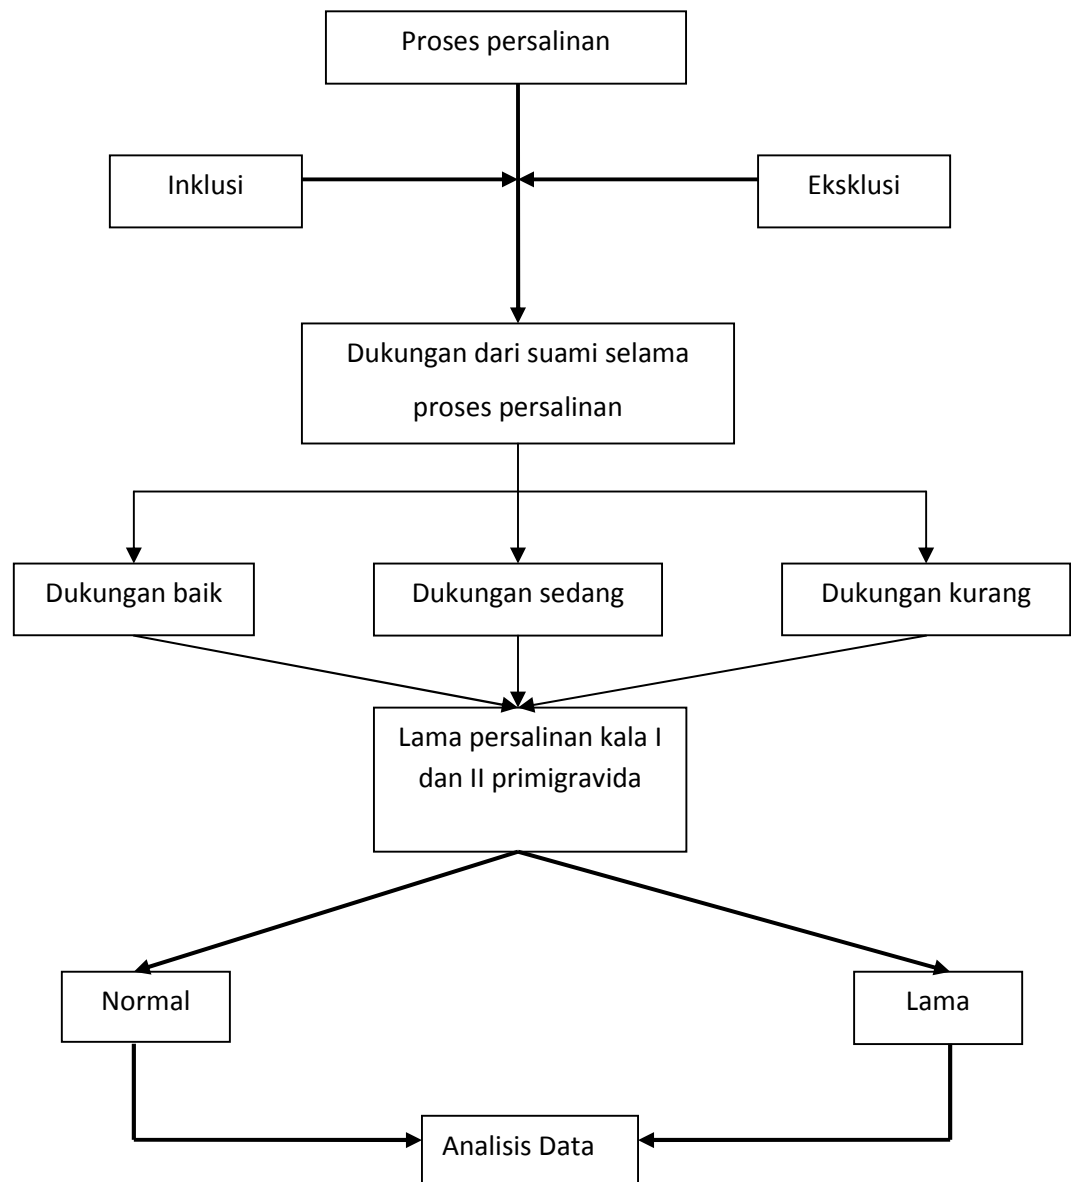 Proses persalinan
Inklusi
Eksklusi
Dukungan dari suami selama
proses persalinan
Dukungan baik
Dukungan sedang
Dukungan kurang
Lama persalinan kala I
dan II primigravida
Normal
Lama
Analisis Data